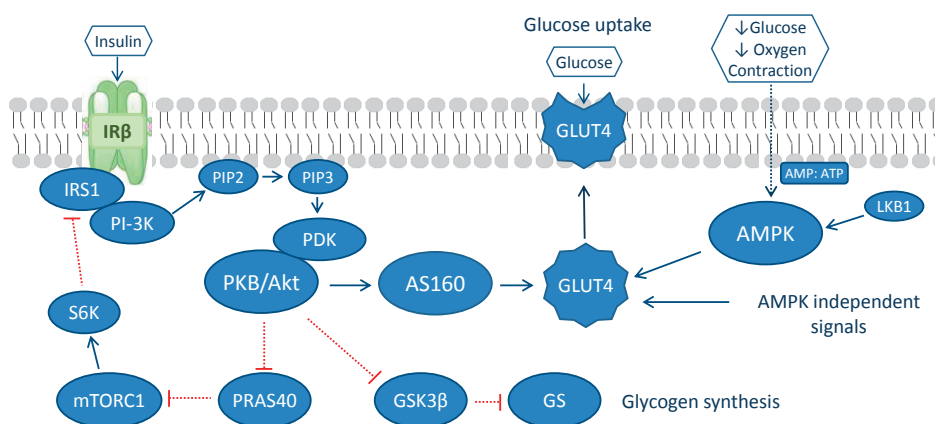 Insulin
Glucose uptake
Glucose
↓Glucose
↓ Oxygen
Contraction
IRβ
GLUT4
IRS1
PI-3K
PIP2
PIP3
AMP: ATP
LKB1
PDK
AMPK
PKB/Akt
AS160
GLUT4
S6K
AMPK independent
signals
mTORC1
PRAS40
GSK3β
GS
Glycogen synthesis